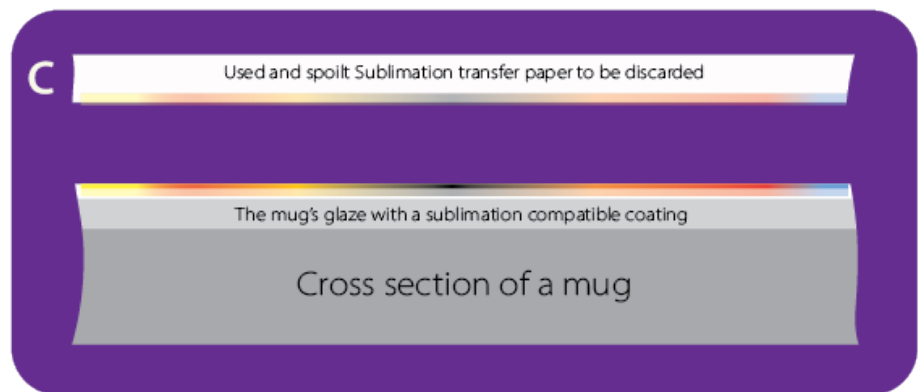 C
Used and spoilt Sublimation transfer paper to be discarded
The mug's glaze with a sublimation compatible coating
Cross section of a mug